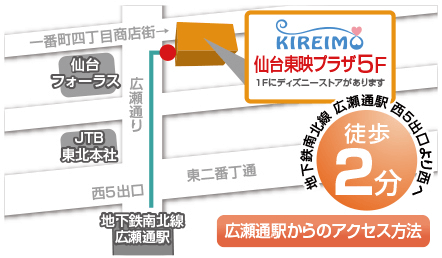 一番町四丁目商店街→
KIREIMO
仙台東映プラザ5F
1Fにディズニーストアがあります
仙台
フォーラス
広瀬通り
JTB
東北本社
地下鉄南北線 広瀬通駅 西5出口より西へ
徒歩
2分
東二番丁通
西5出口
地下鉄南北線
広瀬通駅
広瀬通駅からのアクセス方法